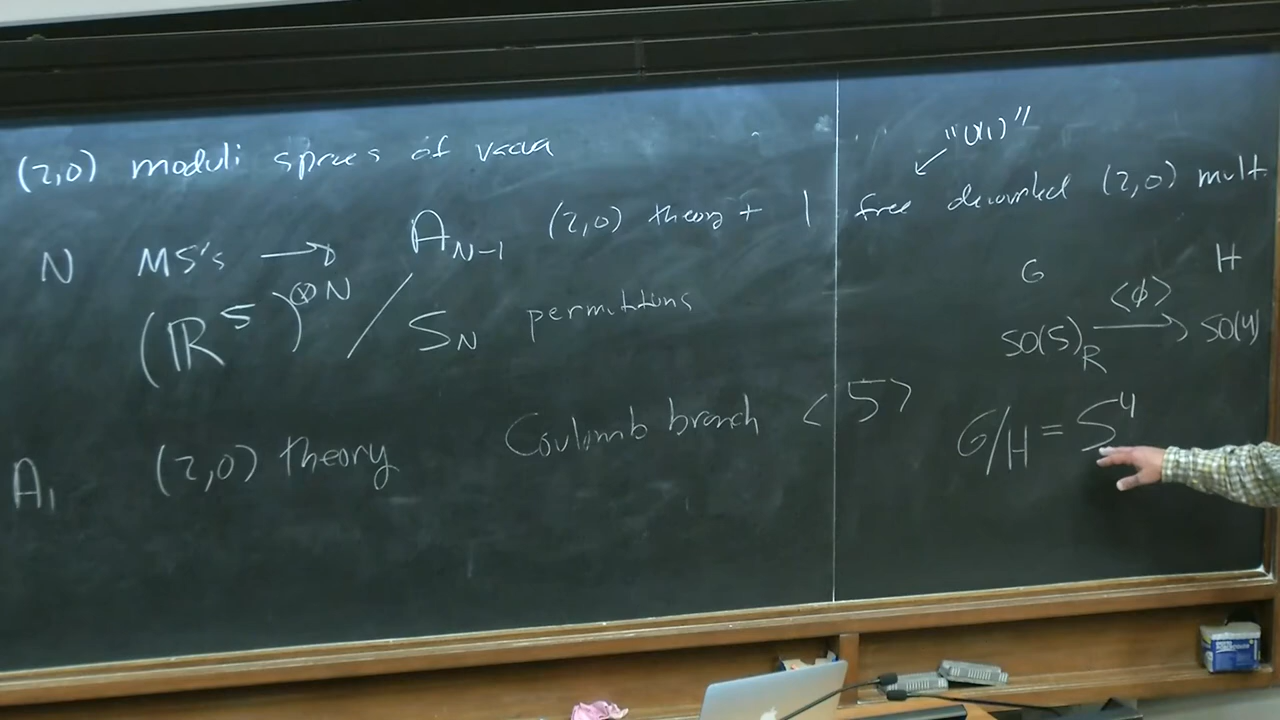 (2,0) moduli spaces of vacua
"U(1)"
N M5's → A_{N-1} (2,0) theory + 1 free decoupled (2,0) mult.
(ℝ^5)^{⊗N} / S_N permutations
G ⟨φ⟩ H
SO(5)_R → SO(4)
A_1 (2,0) theory Coulomb branch <5>
G/H = S^4